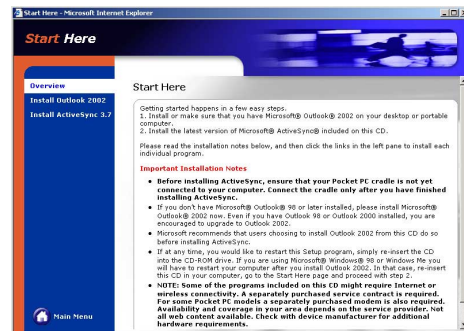 Start Here - Microsoft Internet Explorer
Start Here
Overview
Install Outlook 2002
Install ActiveSync 3.7
Main Menu
Start Here
Getting started happens in a few easy steps.
1. Install or make sure that you have Microsoft® Outlook® 2002 on your desktop or portable
computer.
2. Install the latest version of Microsoft® ActiveSync® included on this CD.
Please read the installation notes below, and then click the links in the left pane to install each
individual program.
Important Installation Notes
• Before installing ActiveSync, ensure that your Pocket PC cradle is not yet
connected to your computer. Connect the cradle only after you have finished
installing ActiveSync.
• If you don't have Microsoft® Outlook® 98 or later installed, please install Microsoft®
Outlook® 2002 now. Even if you have Outlook 98 or Outlook 2000 installed, you are
encouraged to upgrade to Outlook 2002.
• Microsoft recommends that users choosing to install Outlook 2002 from this CD do so
before installing ActiveSync.
• If at any time, you would like to restart this Setup program, simply re-insert the CD
into the CD-ROM drive. If you are using Microsoft® Windows® 98 or Windows Me you
will have to restart your computer after you install Outlook 2002. In that case, re-insert
this CD in your computer, go to the Start Here page and proceed with step 2.
• NOTE: Some of the programs included on this CD might require Internet or
wireless connectivity. A separately purchased service contract is required.
For some Pocket PC models a separately purchased modem is also required.
Availability and coverage in your area depends on the service provider. Not
all web content available. Check with device manufacturer for additional
hardware requirements.